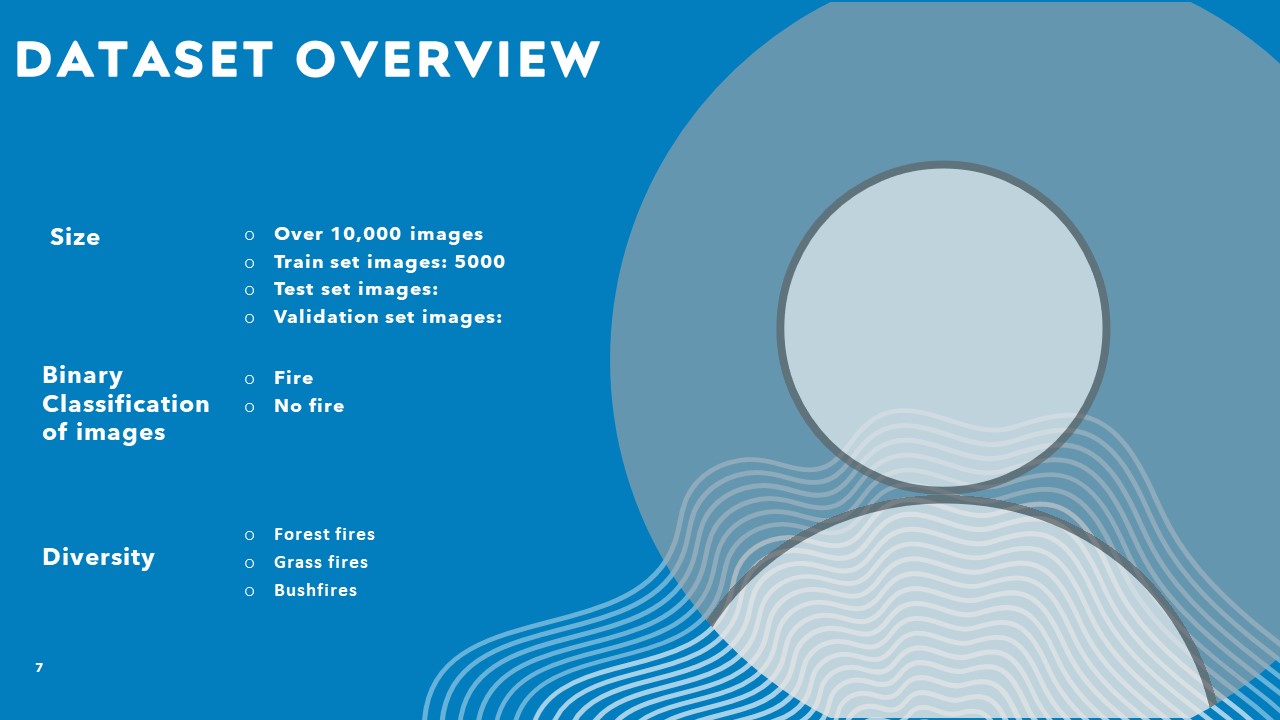 DATASET OVERVIEW
Size
o Over 10,000 images
o Train set images: 5000
o Test set images:
o Validation set images:
Binary
Classification
of images
o Fire
o No fire
Diversity
o Forest fires
o Grass fires
o Bushfires
7